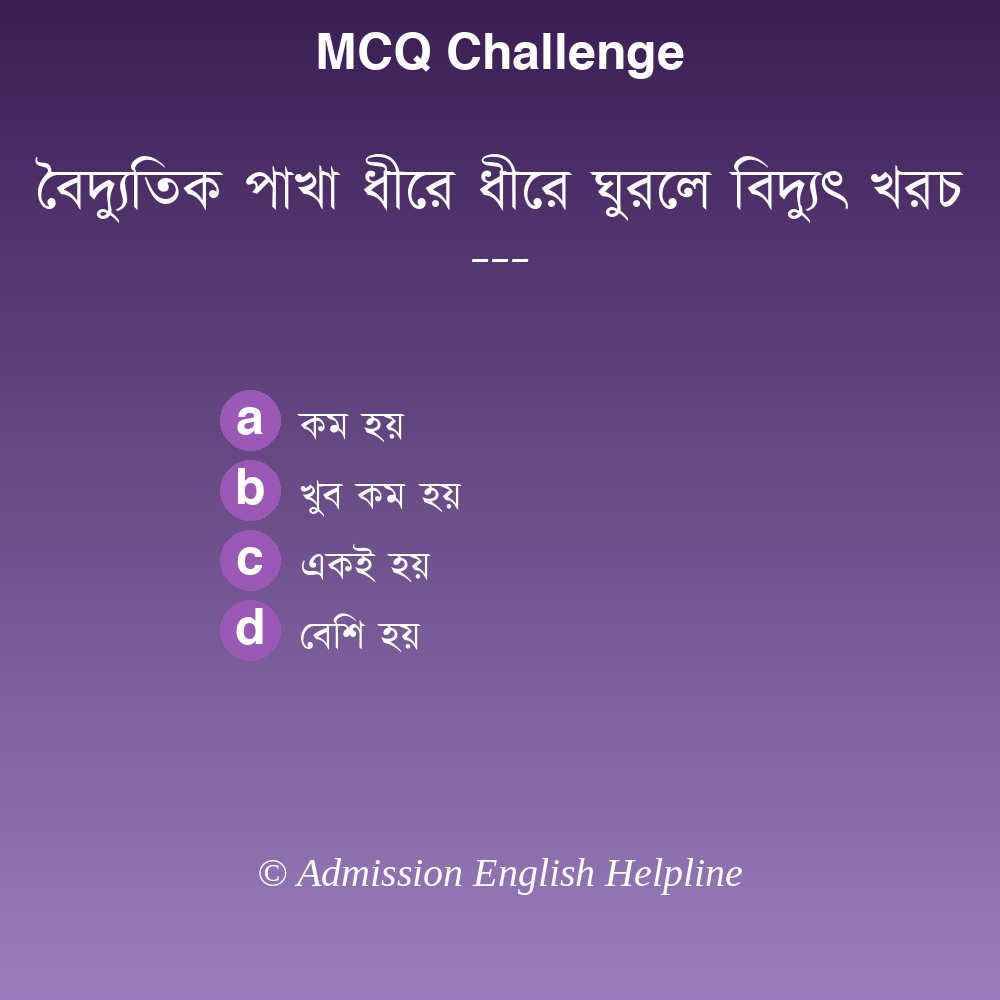 MCQ Challenge
বৈদ্যুতিক পাখা ধীরে ধীরে ঘুরলে বিদ্যুৎ খরচ
---
a কম হয়
b খুব কম হয়
c একই হয়
d বেশি হয়
© Admission English Helpline